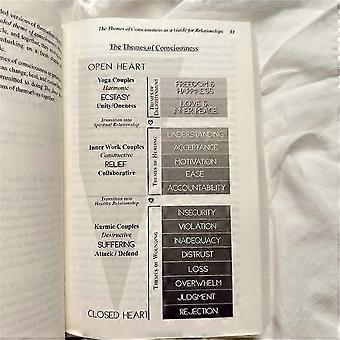 The Themes of Consciousness as a Guide for Relationships 53
The Themes of Consciousness
OPEN HEART
Yoga Couples
Harmonic
ECSTASY
Unity/Oneness
THEMES OF
ENLIGHTENMENT
FREEDOM &
HAPPINESS
LOVE &
INNER PEACE
Transition into
Spiritual Relationship
Inner Work Couples
Constructive
RELIEF
Collaborative
THEMES OF HEALING
UNDERSTANDING
ACCEPTANCE
MOTIVATION
EASE
ACCOUNTABILITY
Transition into
Healthy Relationship
Karmic Couples
Destructive
SUFFERING
Attack / Defend
THEMES OF WOUNDING
INSECURITY
VIOLATION
INADEQUACY
DISTRUST
LOSS
OVERWHELM
JUDGMENT
REJECTION
CLOSED HEART